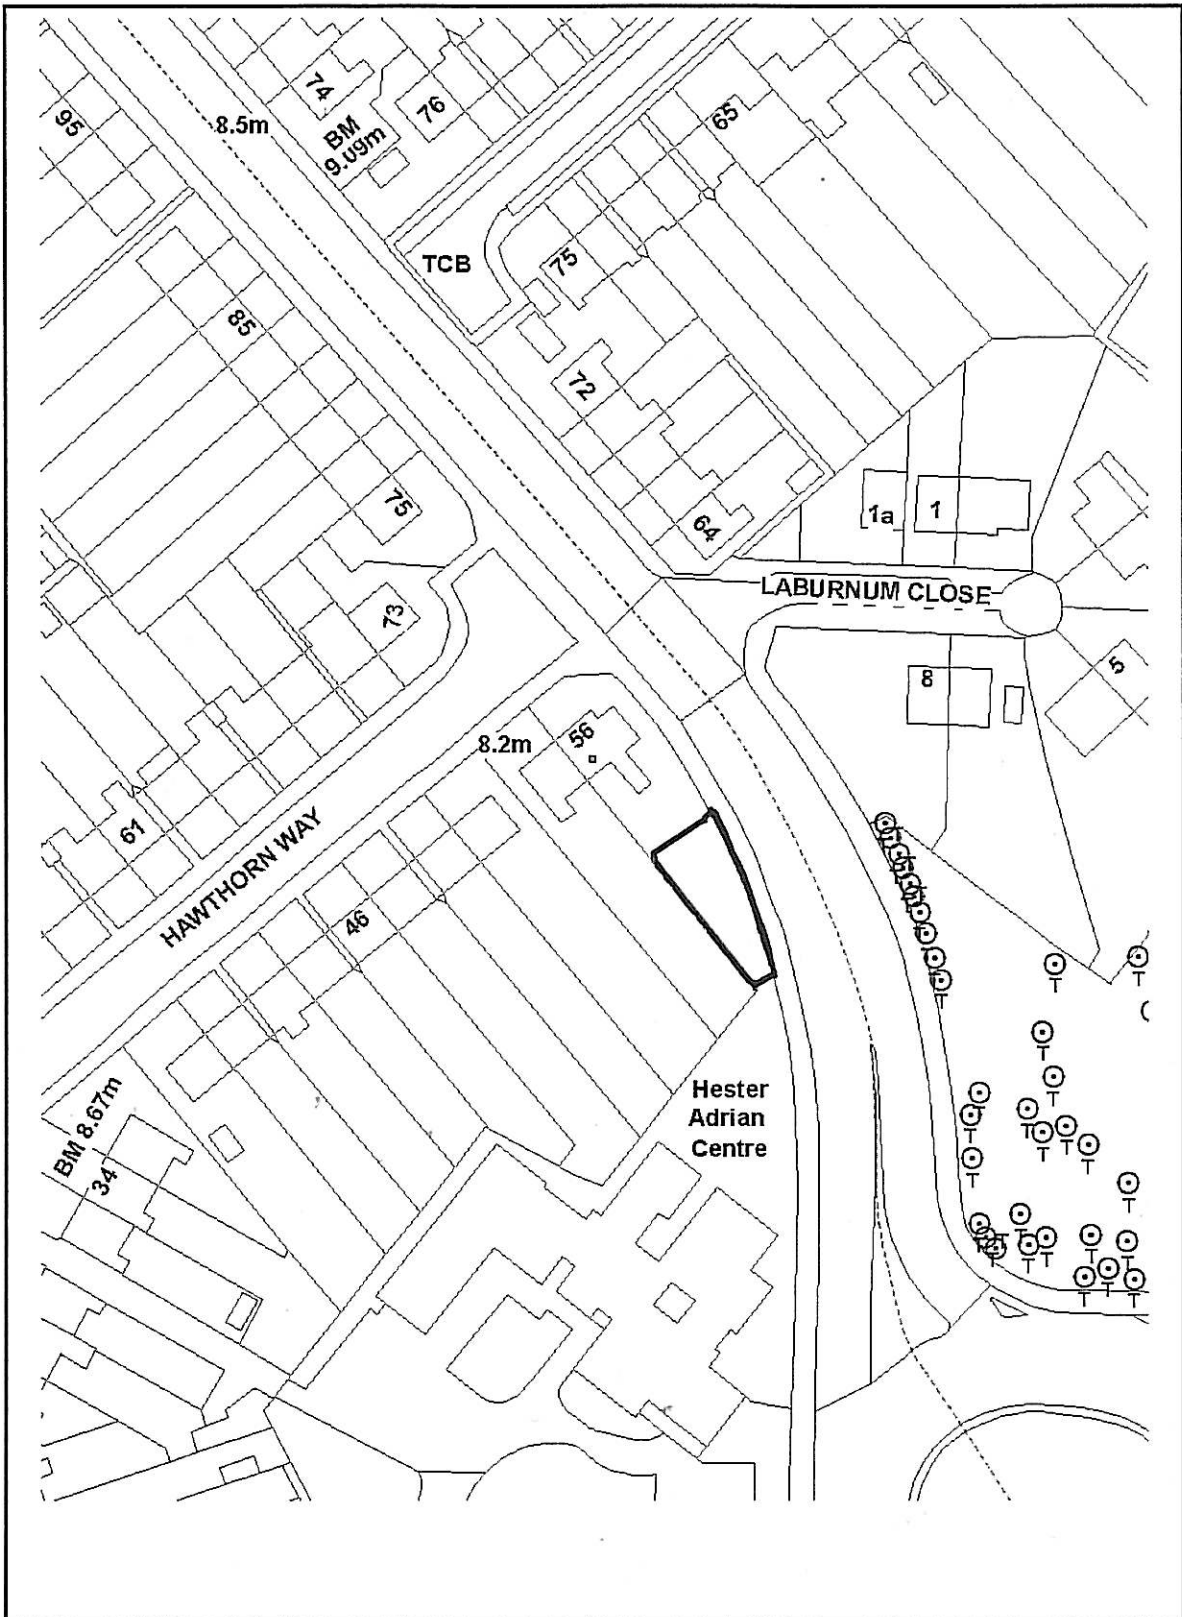 74
76
95
8.5m
BM
9.09m
65
TCB
75
85
72
75
64
1a
1
LABURNUM CLOSE
73
8
5
56
8.2m
61
HAWTHORN WAY
46
Hester
Adrian
Centre
BM 8.67m
34